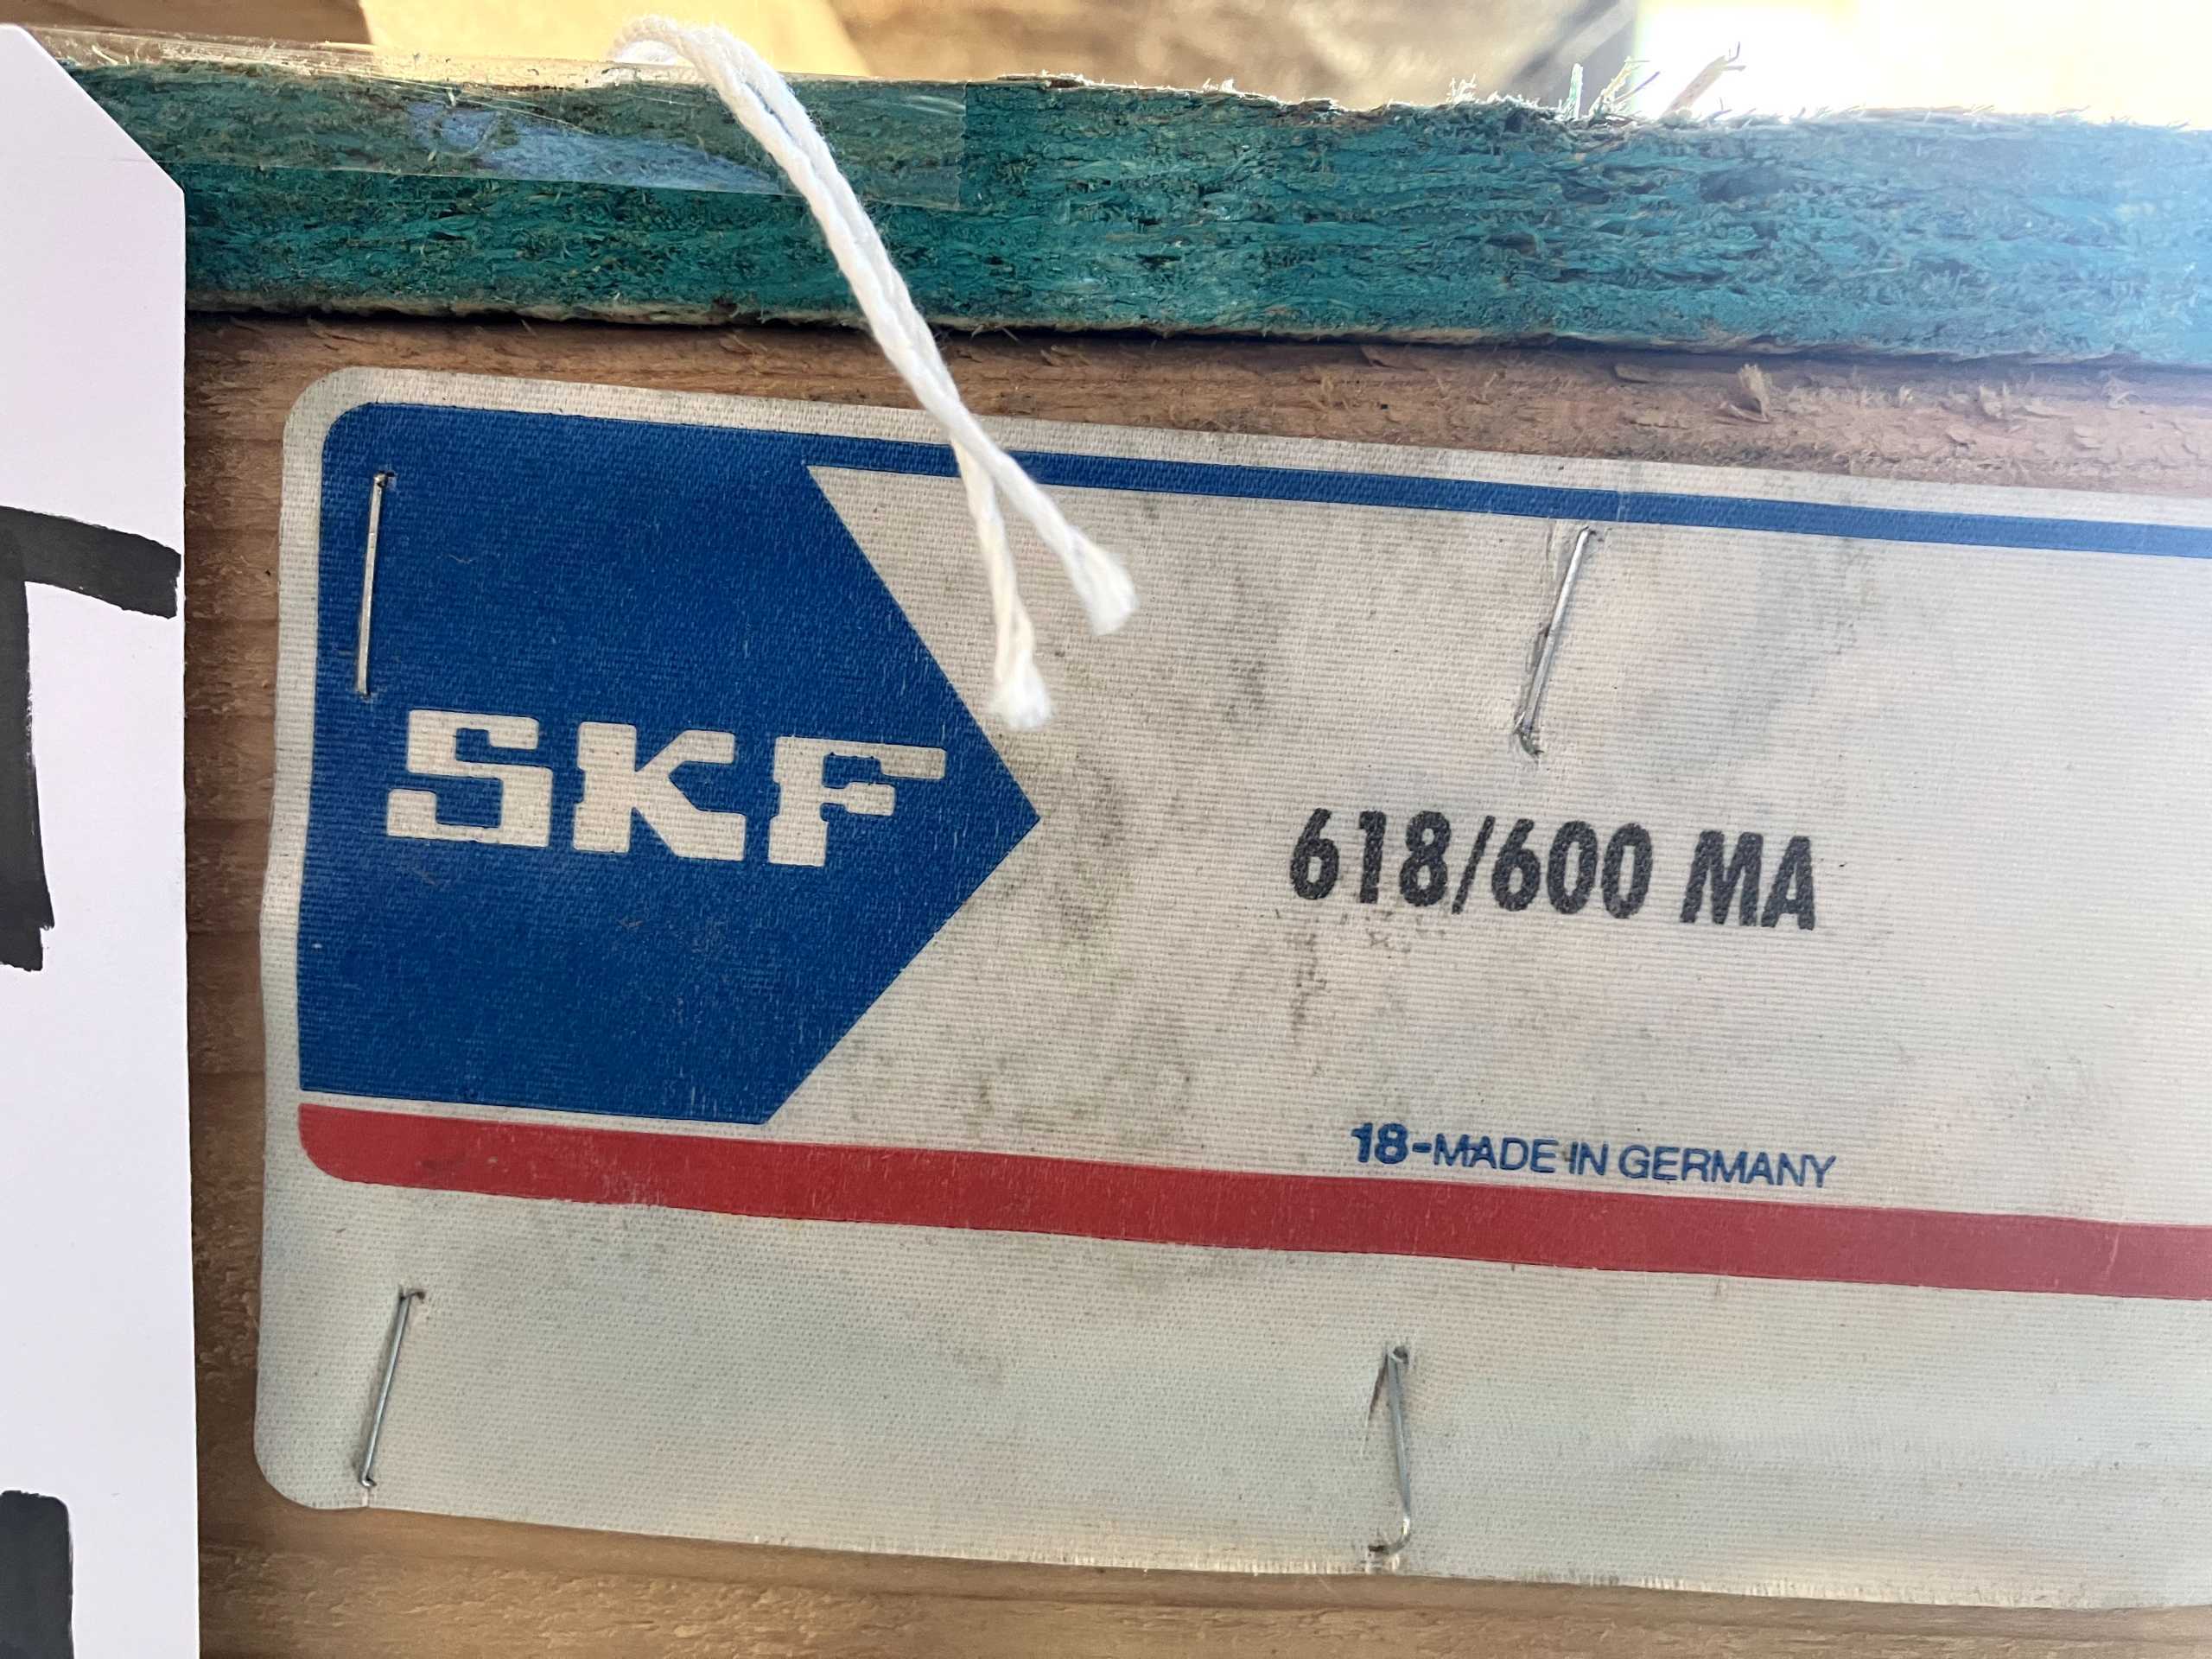 SKF
618/600 MA
18-MADE IN GERMANY